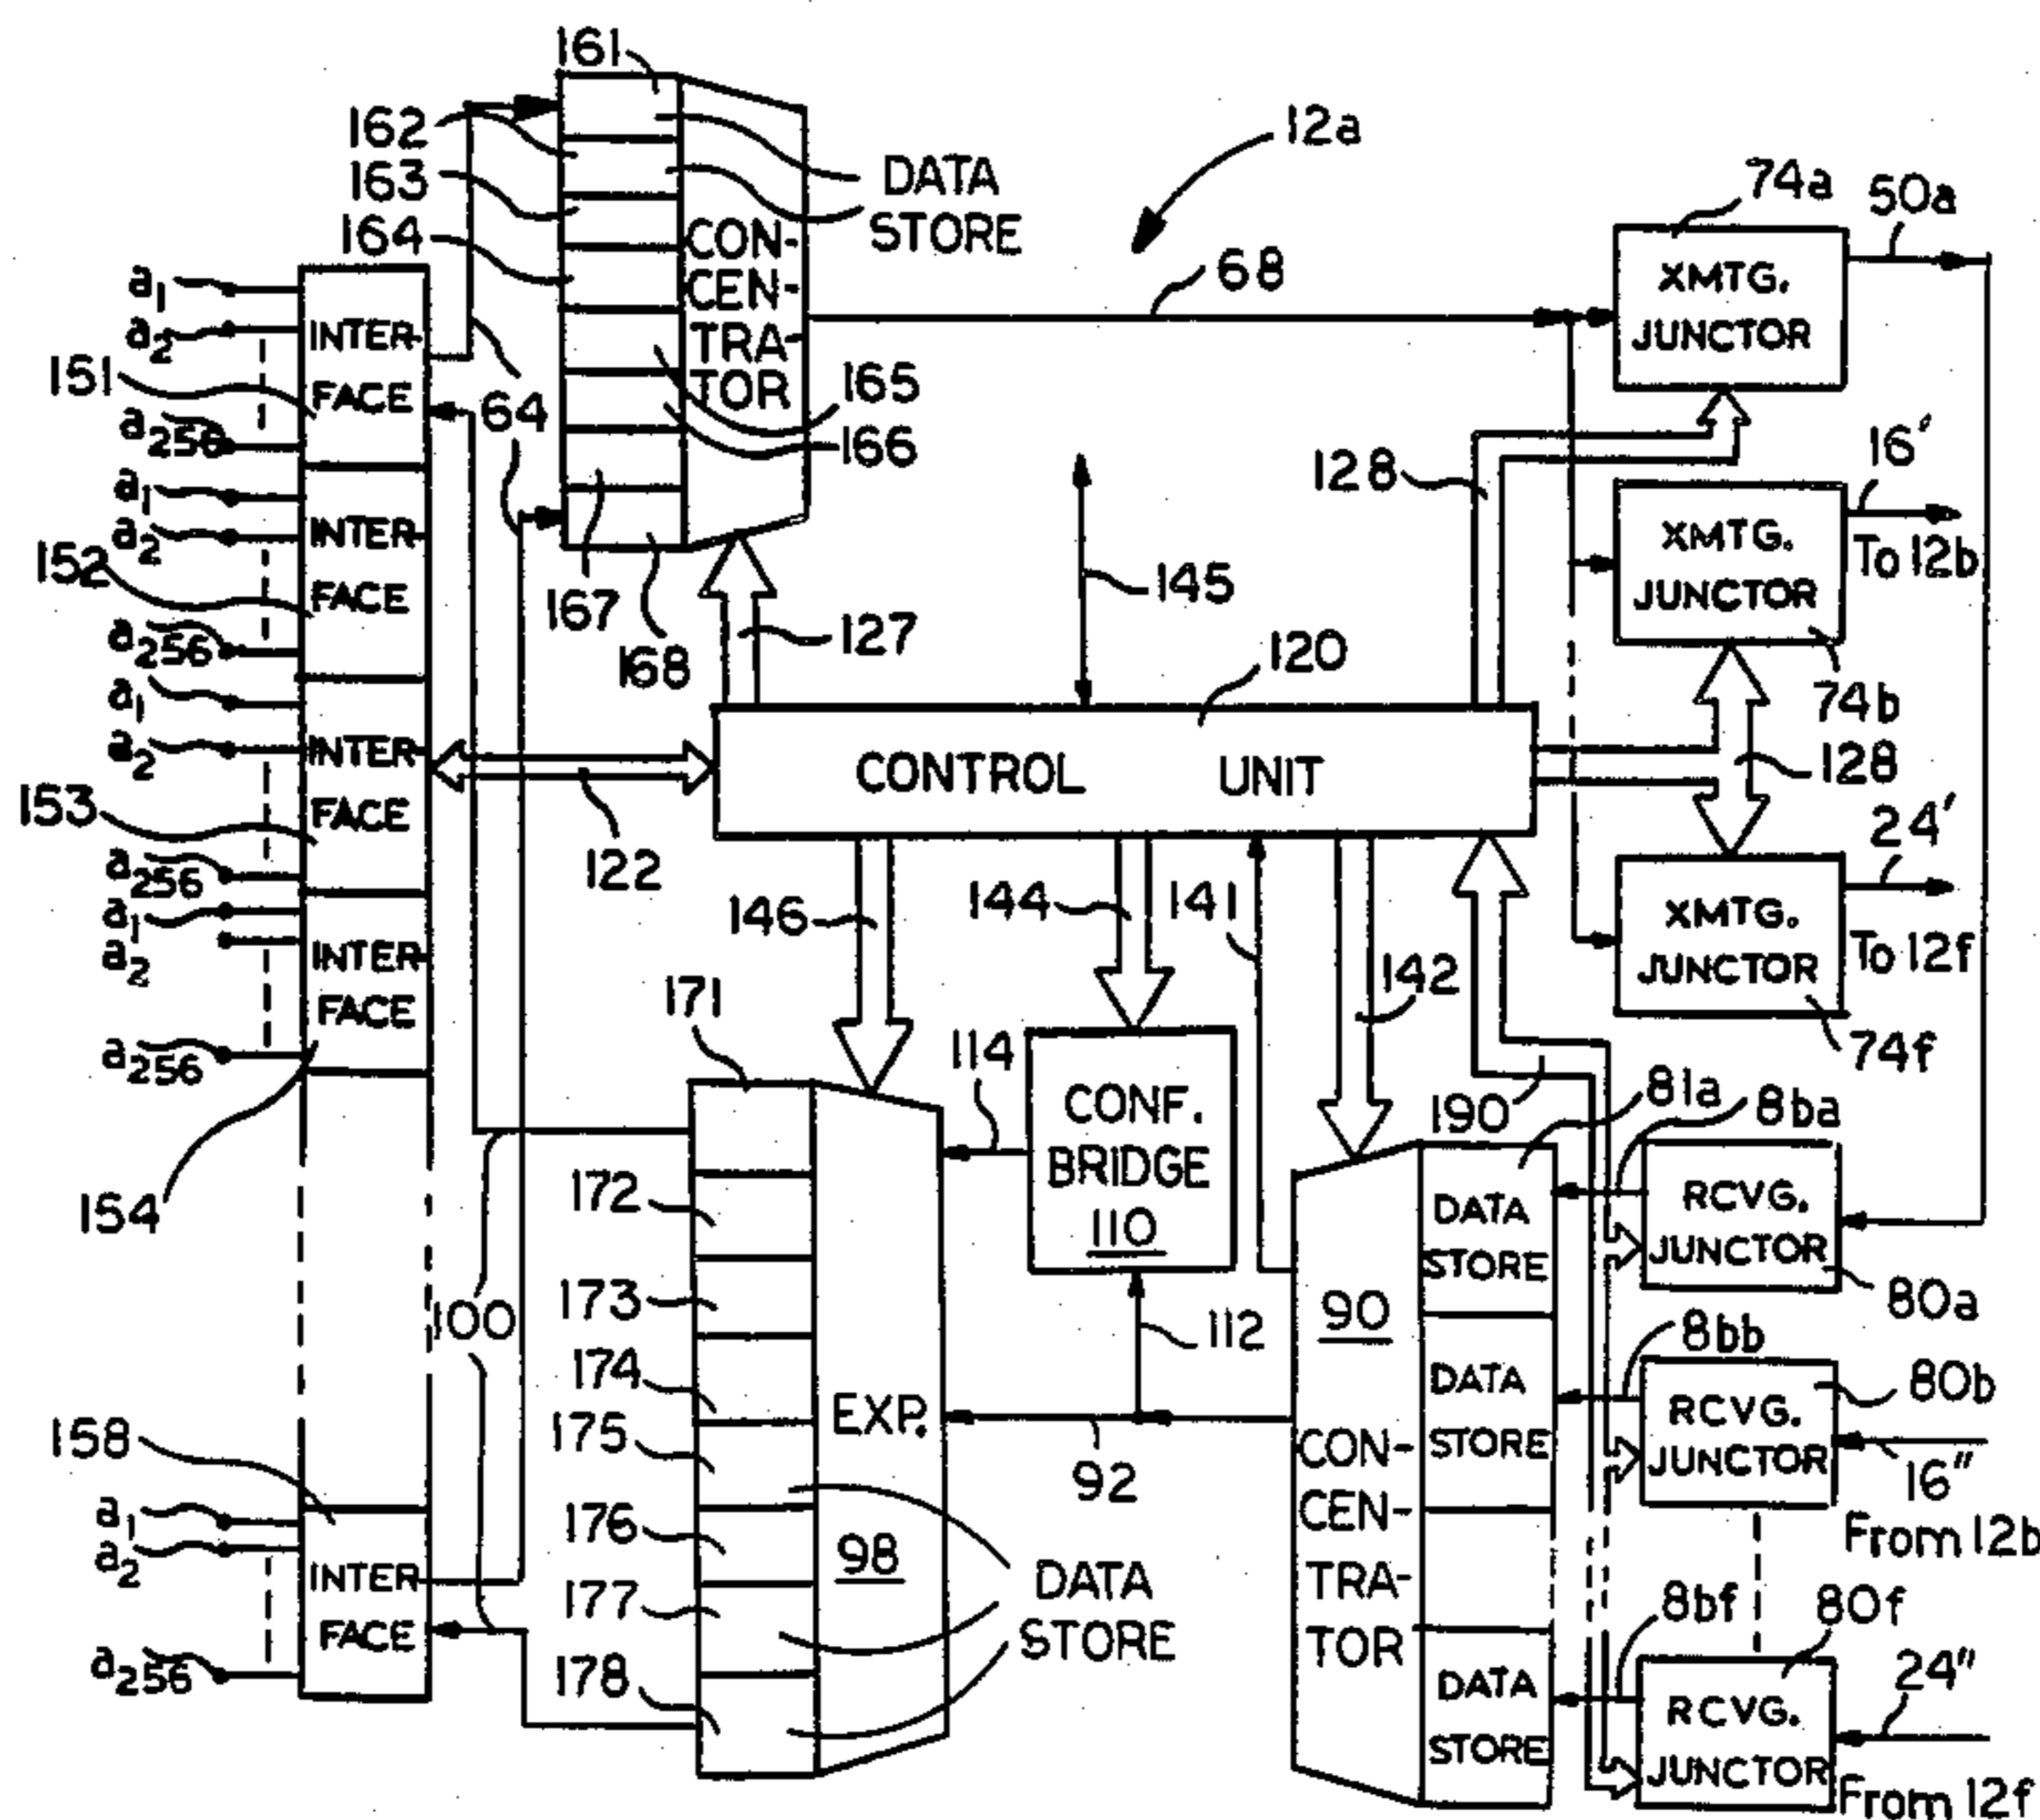 161
162
163
164
DATA
STORE
CON-
CEN-
TRA-
TOR
165
166
167
168
12a
68
74a
50a
XMTG.
JUNCTOR
a1
a2
INTER-
FACE
151
a256
64
a1
a2
INTER-
FACE
152
a256
128
16'
XMTG.
JUNCTOR
To 12b
74b
127
145
120
CONTROL UNIT
122
128
a1
a2
INTER-
FACE
153
a256
24'
XMTG.
JUNCTOR
To 12f
74f
a1
a2
INTER-
FACE
154
a256
146
144
141
142
190
171
172
173
174
175
176
177
178
EXP.
98
DATA
STORE
100
114
CONF.
BRIDGE
110
112
92
90
CON-
CEN-
TRA-
TOR
81a
DATA
STORE
DATA
STORE
DATA
STORE
8ba
RCVG.
JUNCTOR
80a
8bb
RCVG.
JUNCTOR
80b
16"
From 12b
8bf
RCVG.
JUNCTOR
80f
24"
From 12f
158
a1
a2
INTER-
FACE
a256